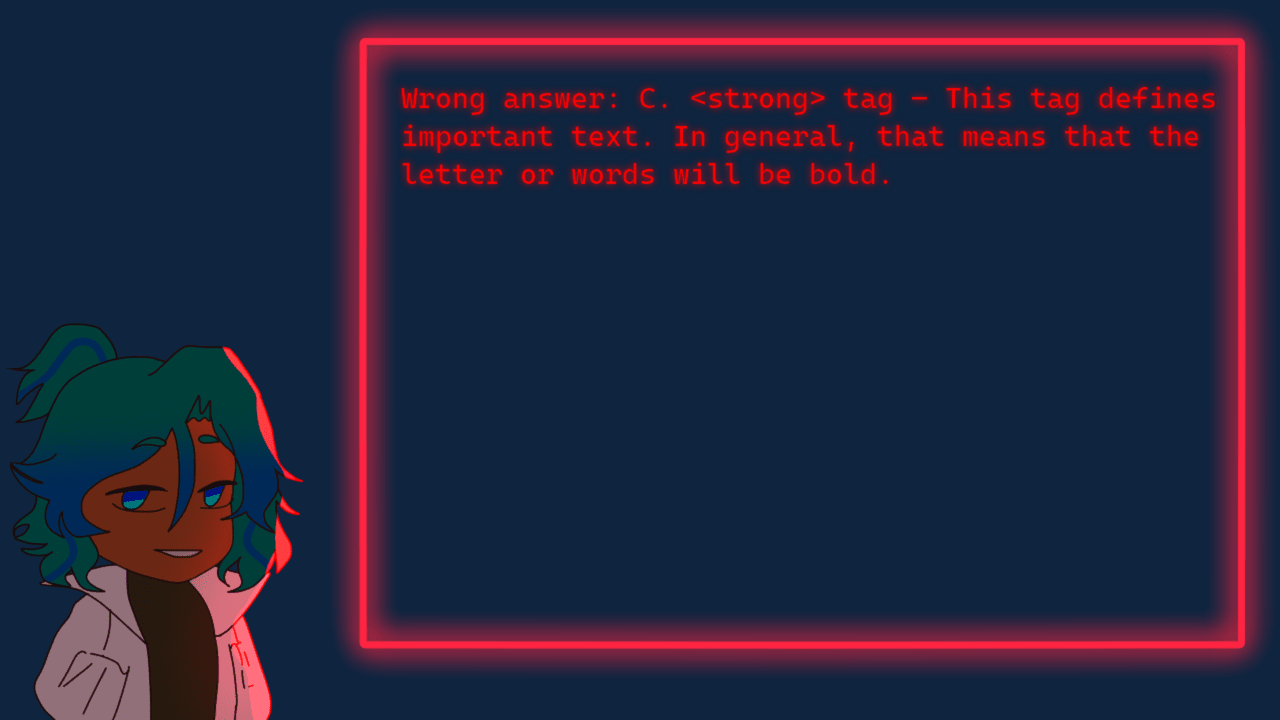 Wrong answer: C. <strong> tag – This tag defines
important text. In general, that means that the
letter or words will be bold.